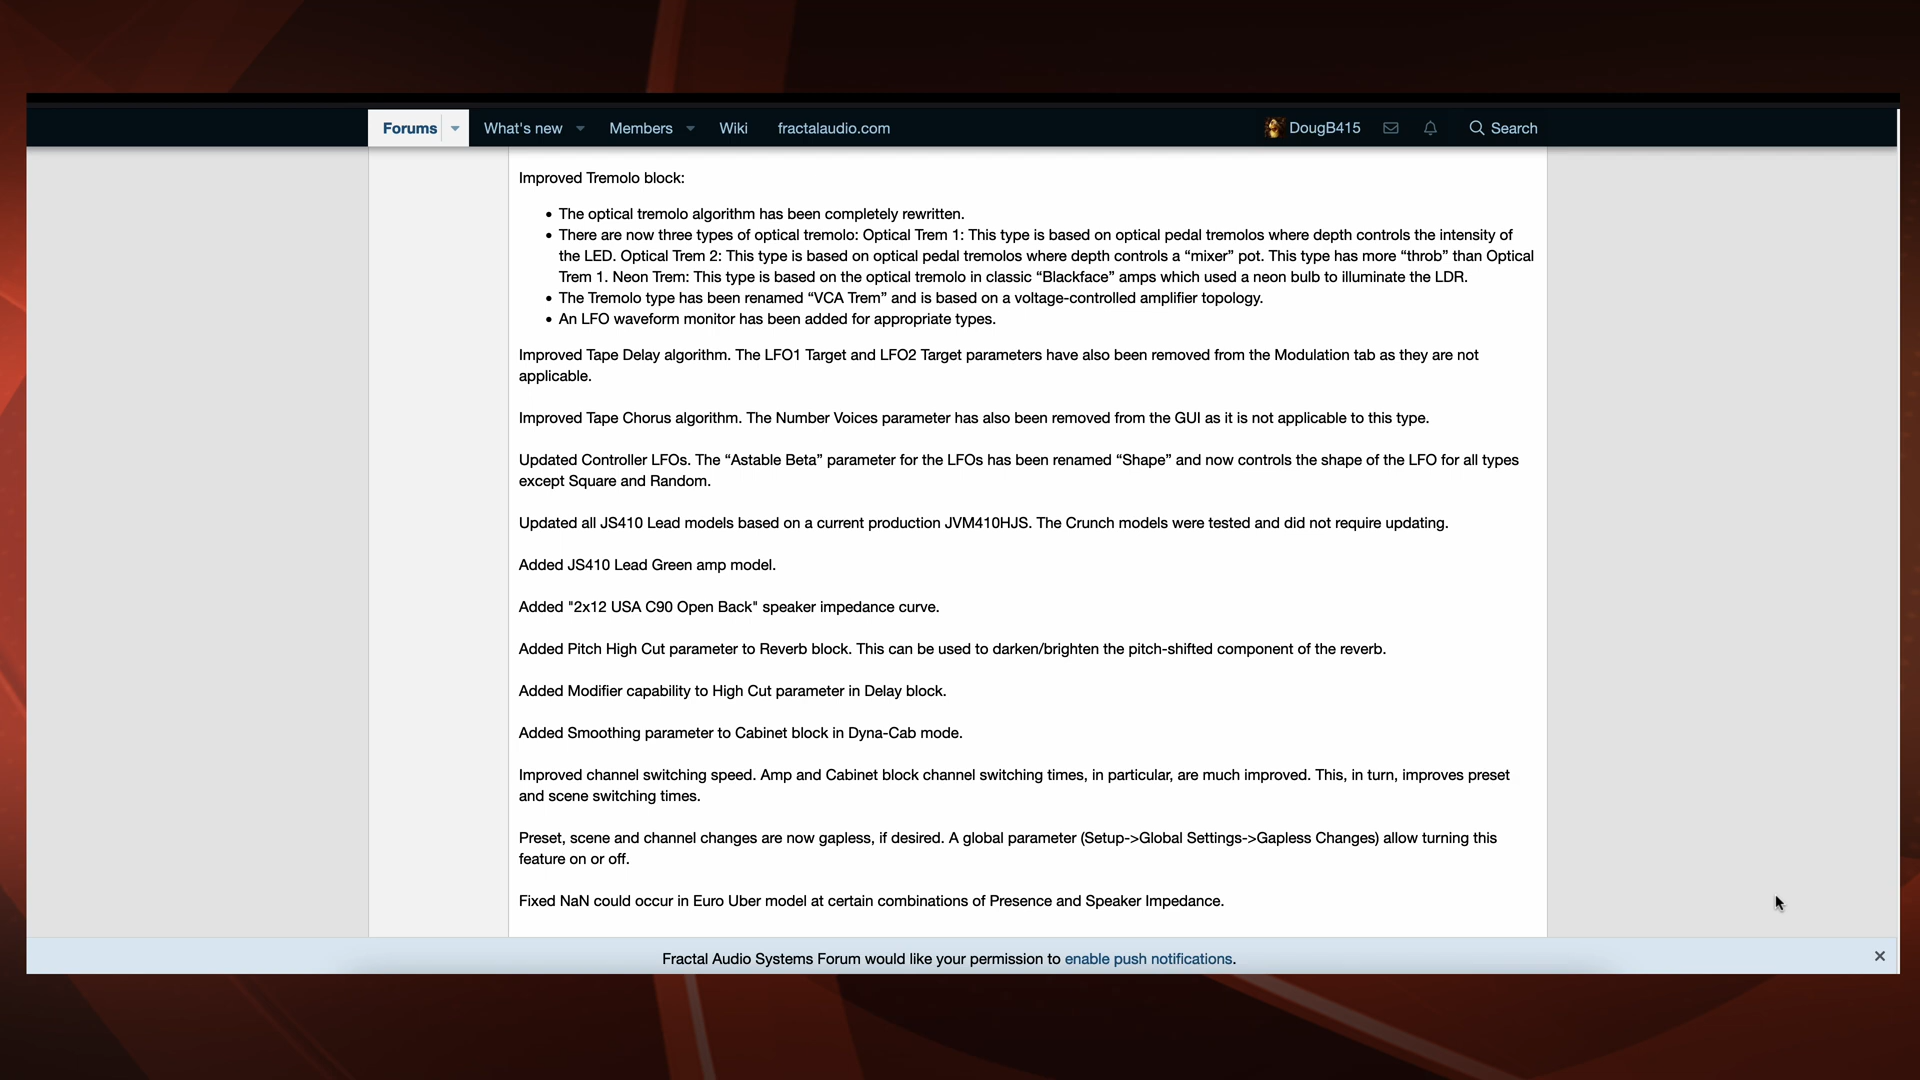 Forums What's new Members Wiki fractalaudio.com DougB415 Search
Improved Tremolo block:
• The optical tremolo algorithm has been completely rewritten.
• There are now three types of optical tremolo: Optical Trem 1: This type is based on optical pedal tremolos where depth controls the intensity of
the LED. Optical Trem 2: This type is based on optical pedal tremolos where depth controls a “mixer” pot. This type has more “throb” than Optical
Trem 1. Neon Trem: This type is based on the optical tremolo in classic “Blackface” amps which used a neon bulb to illuminate the LDR.
• The Tremolo type has been renamed “VCA Trem” and is based on a voltage-controlled amplifier topology.
• An LFO waveform monitor has been added for appropriate types.
Improved Tape Delay algorithm. The LFO1 Target and LFO2 Target parameters have also been removed from the Modulation tab as they are not
applicable.
Improved Tape Chorus algorithm. The Number Voices parameter has also been removed from the GUI as it is not applicable to this type.
Updated Controller LFOs. The “Astable Beta” parameter for the LFOs has been renamed “Shape” and now controls the shape of the LFO for all types
except Square and Random.
Updated all JS410 Lead models based on a current production JVM410HJS. The Crunch models were tested and did not require updating.
Added JS410 Lead Green amp model.
Added "2x12 USA C90 Open Back" speaker impedance curve.
Added Pitch High Cut parameter to Reverb block. This can be used to darken/brighten the pitch-shifted component of the reverb.
Added Modifier capability to High Cut parameter in Delay block.
Added Smoothing parameter to Cabinet block in Dyna-Cab mode.
Improved channel switching speed. Amp and Cabinet block channel switching times, in particular, are much improved. This, in turn, improves preset
and scene switching times.
Preset, scene and channel changes are now gapless, if desired. A global parameter (Setup->Global Settings->Gapless Changes) allow turning this
feature on or off.
Fixed NaN could occur in Euro Uber model at certain combinations of Presence and Speaker Impedance.
Fractal Audio Systems Forum would like your permission to enable push notifications.